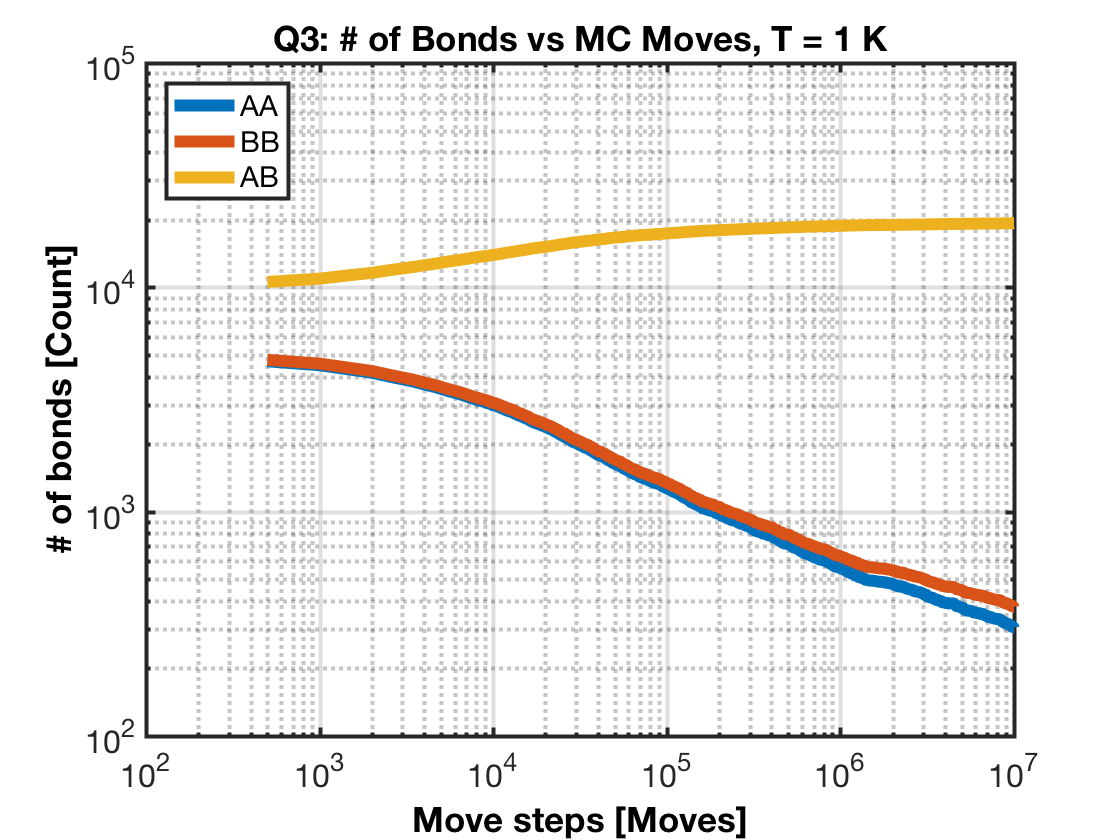 Q3: # of Bonds vs MC Moves, T = 1 K
10^5
AA
BB
AB
10^4
# of bonds [Count]
10^3
10^2
10^2 10^3 10^4 10^5 10^6 10^7
Move steps [Moves]